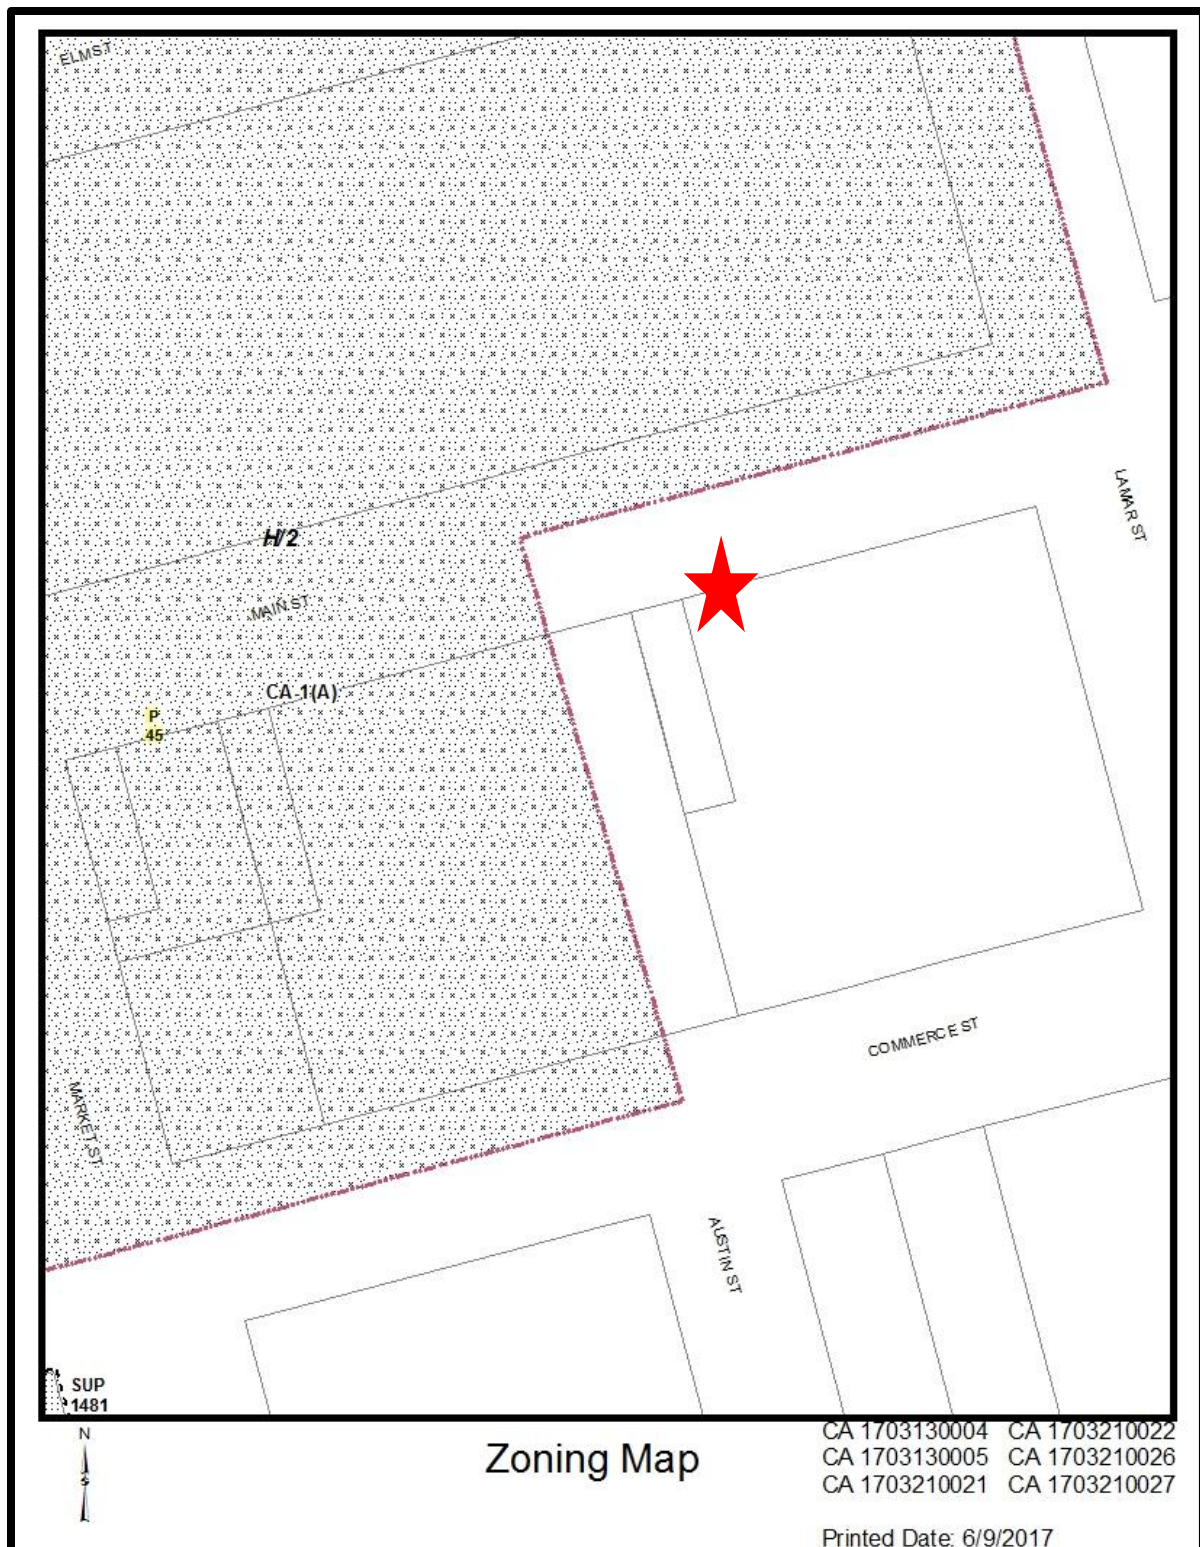 ELM ST
LAMAR ST
H/2
MAIN ST
CA-1(A)
P
45
COMMERCE ST
MARKET ST
AUSTIN ST
SUP
1481
N
S
Zoning Map
CA 1703130004 CA 1703210022
CA 1703130005 CA 1703210026
CA 1703210021 CA 1703210027
Printed Date: 6/9/2017